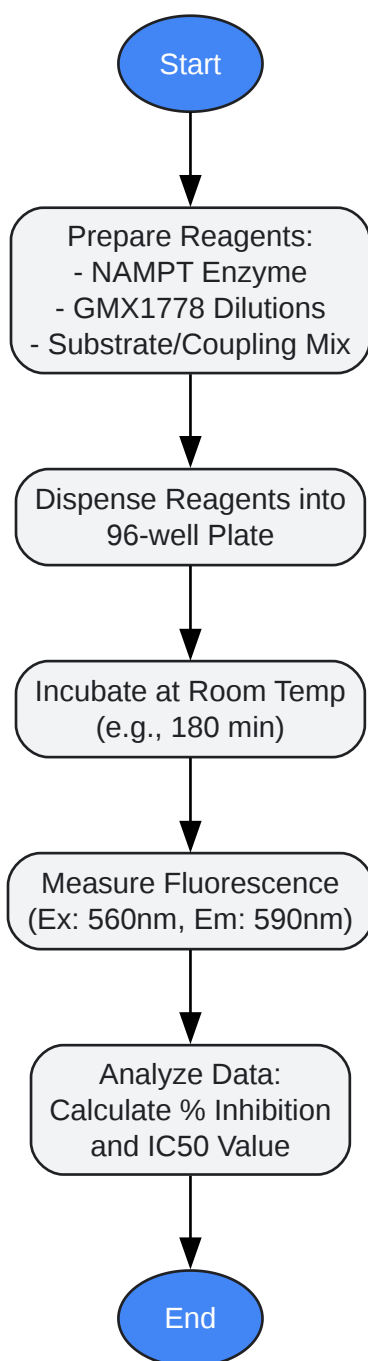 Start
Prepare Reagents:
- NAMPT Enzyme
- GMX1778 Dilutions
- Substrate/Coupling Mix
Dispense Reagents into
96-well Plate
Incubate at Room Temp
(e.g., 180 min)
Measure Fluorescence
(Ex: 560nm, Em: 590nm)
Analyze Data:
Calculate % Inhibition
and IC50 Value
End